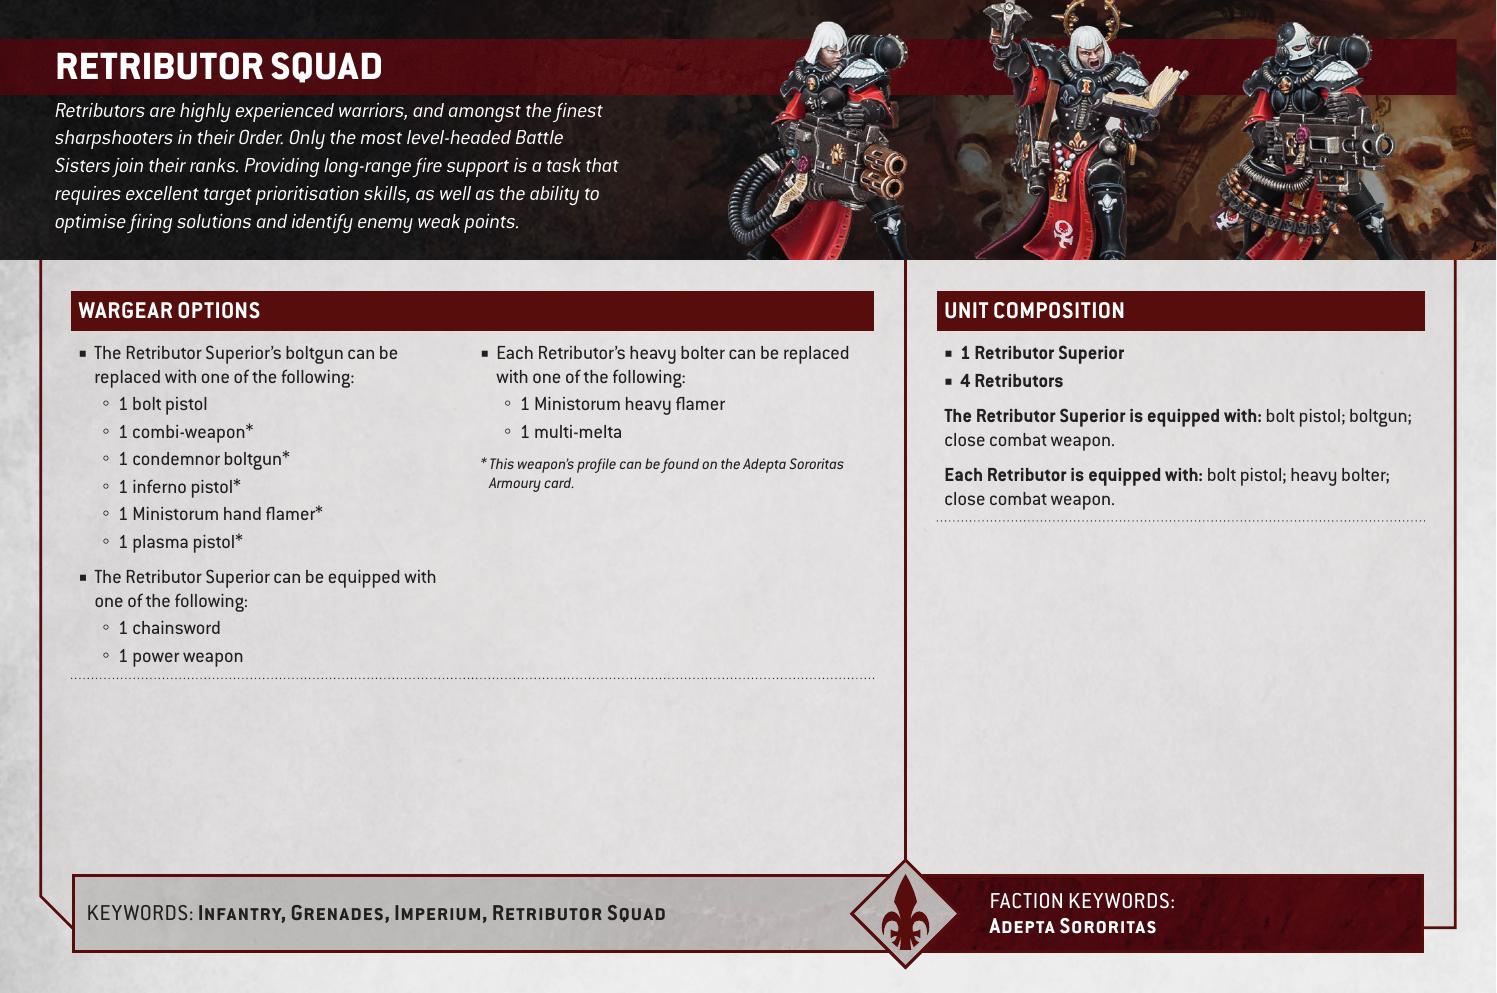 RETRIBUTOR SQUAD
Retributors are highly experienced warriors, and amongst the finest
sharpshooters in their Order. Only the most level-headed Battle
Sisters join their ranks. Providing long-range fire support is a task that
requires excellent target prioritisation skills, as well as the ability to
optimise firing solutions and identify enemy weak points.
WARGEAR OPTIONS
■ The Retributor Superior’s boltgun can be
replaced with one of the following:
◦ 1 bolt pistol
◦ 1 combi-weapon*
◦ 1 condemnor boltgun*
◦ 1 inferno pistol*
◦ 1 Ministorum hand flamer*
◦ 1 plasma pistol*
■ The Retributor Superior can be equipped with
one of the following:
◦ 1 chainsword
◦ 1 power weapon
■ Each Retributor’s heavy bolter can be replaced
with one of the following:
◦ 1 Ministorum heavy flamer
◦ 1 multi-melta
* This weapon’s profile can be found on the Adepta Sororitas
Armoury card.
UNIT COMPOSITION
■ 1 Retributor Superior
■ 4 Retributors
The Retributor Superior is equipped with: bolt pistol; boltgun;
close combat weapon.
Each Retributor is equipped with: bolt pistol; heavy bolter;
close combat weapon.
KEYWORDS: Infantry, Grenades, Imperium, Retributor Squad
FACTION KEYWORDS:
Adepta Sororitas